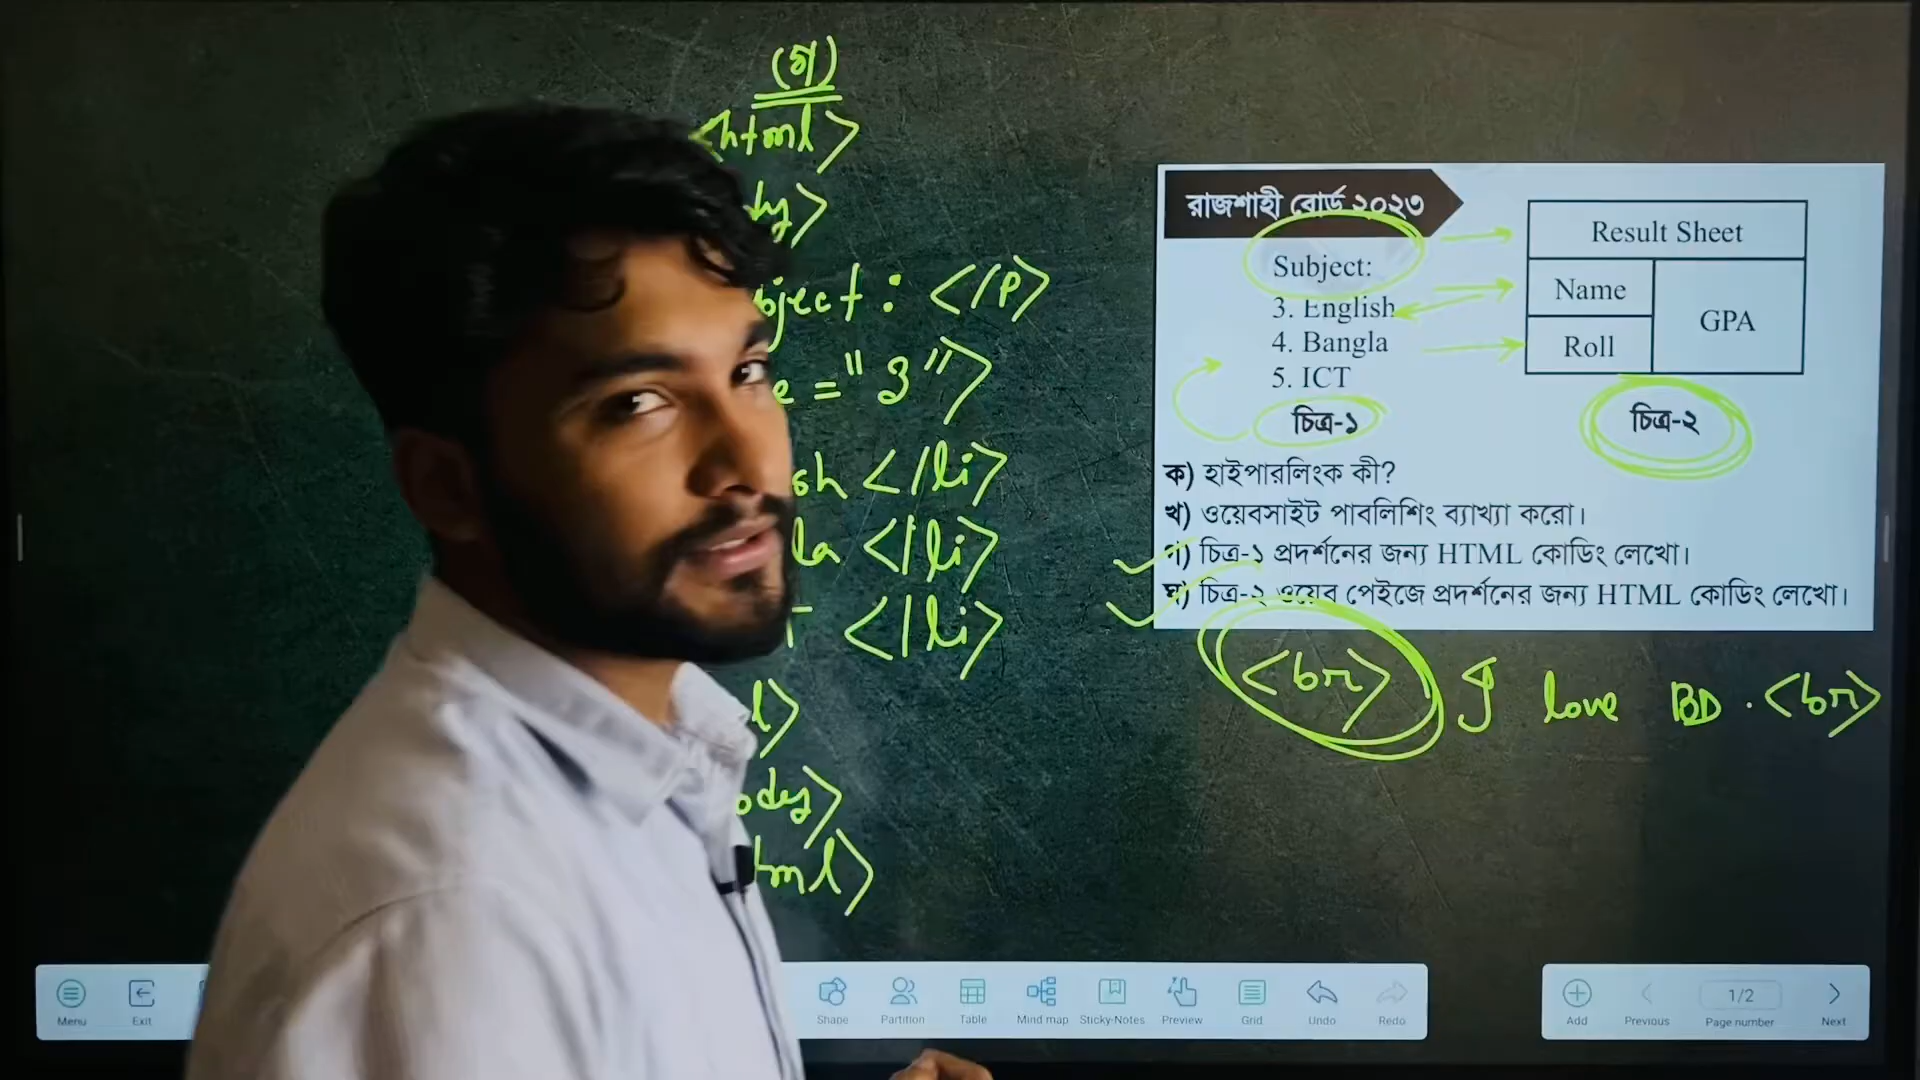 (গ)
<html>
dy>
bject : </p>
e = "3">
sh </li>
la </li>
T </li>
l>
ody>
tml>
রাজশাহী বোর্ড ২০২৩
Subject:
3. English
4. Bangla
5. ICT
চিত্র-১
Result Sheet
Name
Roll
GPA
চিত্র-২
ক) হাইপারলিংক কী?
খ) ওয়েবসাইট পাবলিশিং ব্যাখ্যা করো।
গ) চিত্র-১ প্রদর্শনের জন্য HTML কোডিং লেখো।
ঘ) চিত্র-২ ওয়েব পেইজে প্রদর্শনের জন্য HTML কোডিং লেখো।
<br> I love BD . <br>
Menu
Exit
Shape
Partition
Table
Mind map
Sticky-Notes
Preview
Grid
Undo
Redo
Add
Previous
1/2
Page number
Next